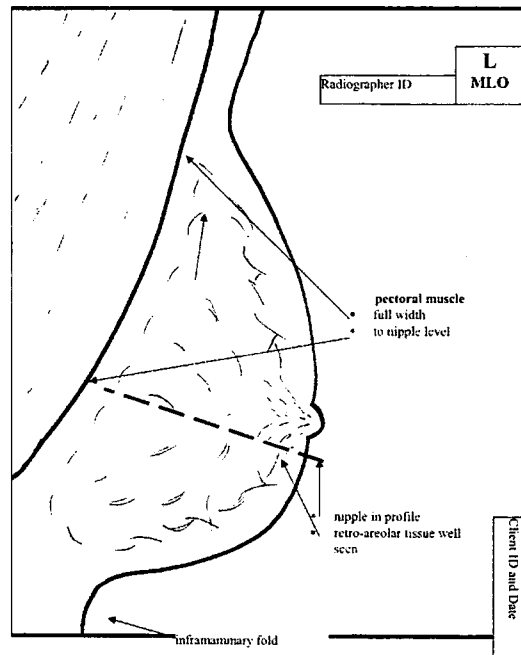 L
MLO
Radiographer ID
pectoral muscle
• full width
• to nipple level
• nipple in profile
• retro-areolar tissue well
seen
Client ID and Date
inframammary fold